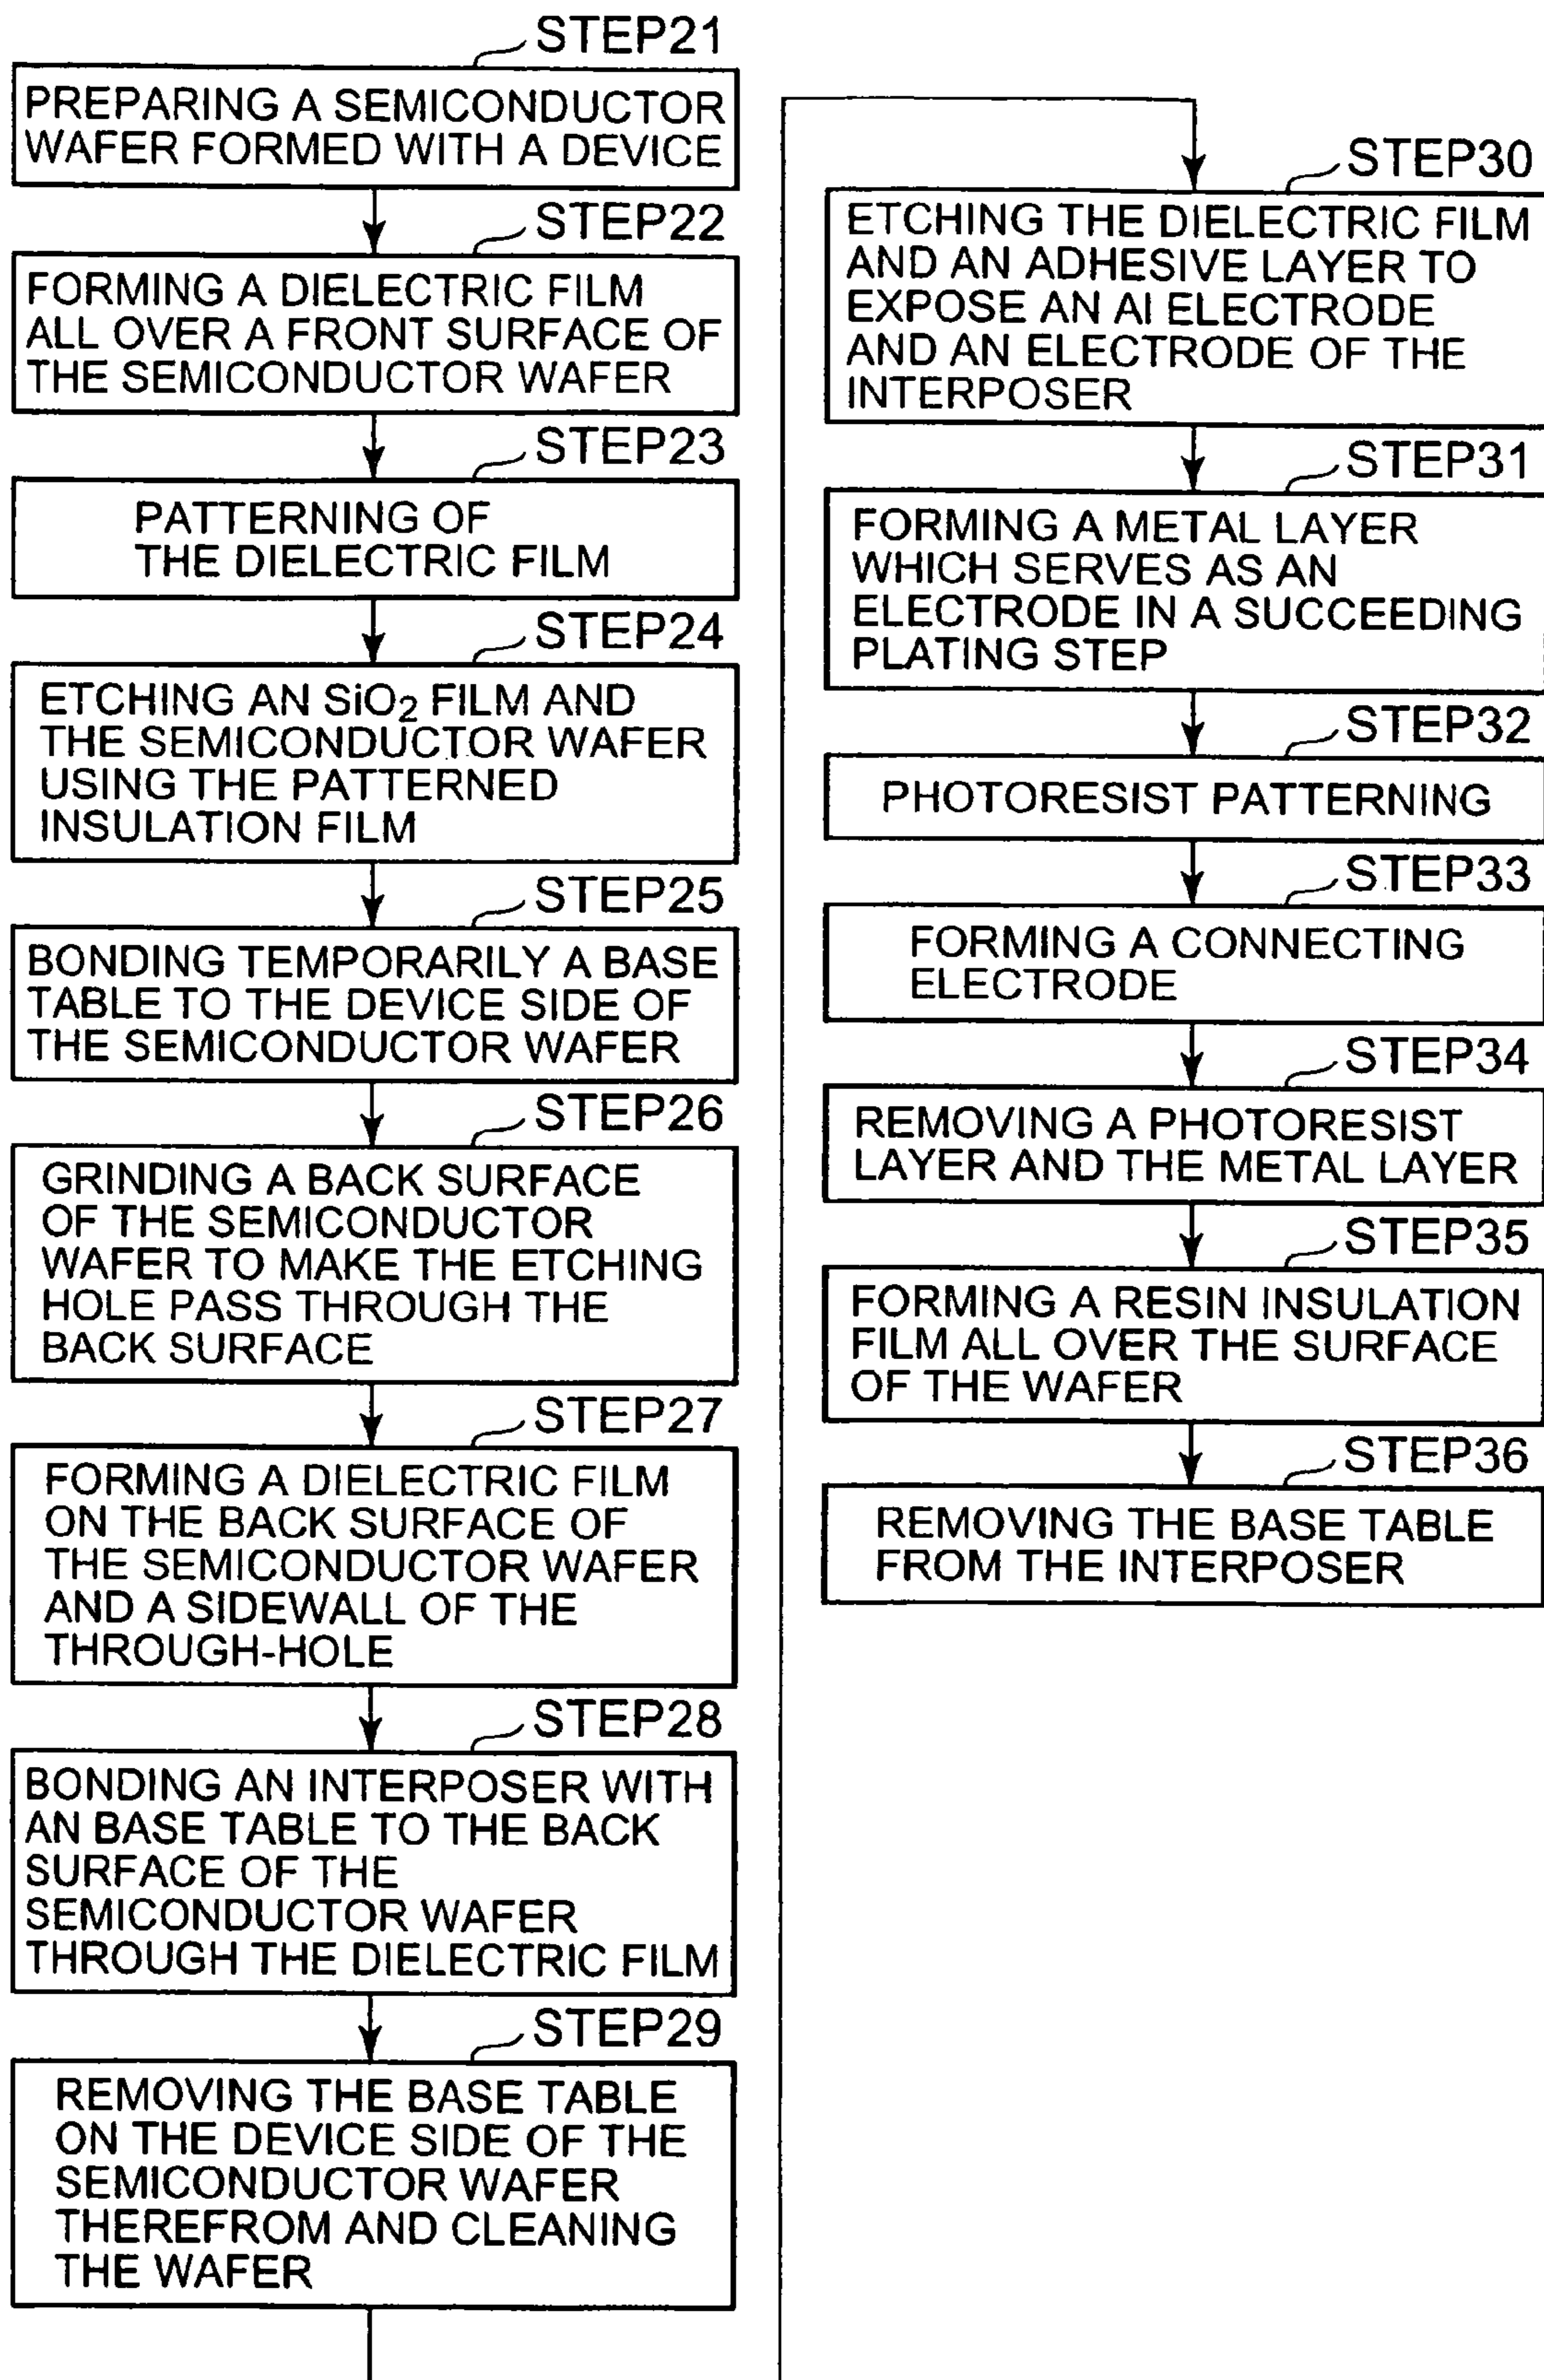 STEP21
PREPARING A SEMICONDUCTOR
WAFER FORMED WITH A DEVICE
STEP22
FORMING A DIELECTRIC FILM
ALL OVER A FRONT SURFACE OF
THE SEMICONDUCTOR WAFER
STEP23
PATTERNING OF
THE DIELECTRIC FILM
STEP24
ETCHING AN SiO₂ FILM AND
THE SEMICONDUCTOR WAFER
USING THE PATTERNED
INSULATION FILM
STEP25
BONDING TEMPORARILY A BASE
TABLE TO THE DEVICE SIDE OF
THE SEMICONDUCTOR WAFER
STEP26
GRINDING A BACK SURFACE
OF THE SEMICONDUCTOR
WAFER TO MAKE THE ETCHING
HOLE PASS THROUGH THE
BACK SURFACE
STEP27
FORMING A DIELECTRIC FILM
ON THE BACK SURFACE OF
THE SEMICONDUCTOR WAFER
AND A SIDEWALL OF THE
THROUGH-HOLE
STEP28
BONDING AN INTERPOSER WITH
AN BASE TABLE TO THE BACK
SURFACE OF THE
SEMICONDUCTOR WAFER
THROUGH THE DIELECTRIC FILM
STEP29
REMOVING THE BASE TABLE
ON THE DEVICE SIDE OF THE
SEMICONDUCTOR WAFER
THEREFROM AND CLEANING
THE WAFER
STEP30
ETCHING THE DIELECTRIC FILM
AND AN ADHESIVE LAYER TO
EXPOSE AN Al ELECTRODE
AND AN ELECTRODE OF THE
INTERPOSER
STEP31
FORMING A METAL LAYER
WHICH SERVES AS AN
ELECTRODE IN A SUCCEEDING
PLATING STEP
STEP32
PHOTORESIST PATTERNING
STEP33
FORMING A CONNECTING
ELECTRODE
STEP34
REMOVING A PHOTORESIST
LAYER AND THE METAL LAYER
STEP35
FORMING A RESIN INSULATION
FILM ALL OVER THE SURFACE
OF THE WAFER
STEP36
REMOVING THE BASE TABLE
FROM THE INTERPOSER